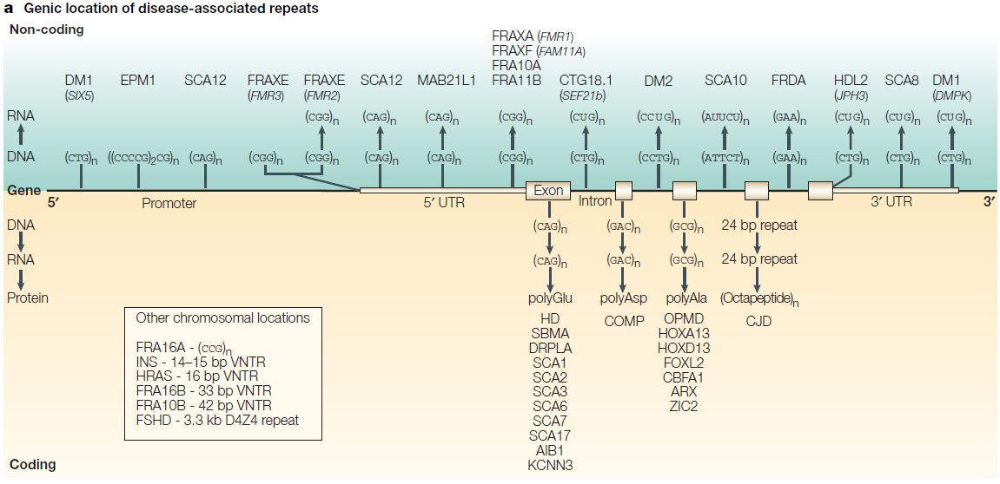 a Genic location of disease-associated repeats
Non-coding
FRAXA (FMR1)
FRAXF (FAM11A)
FRA10A
DM1 EPM1 SCA12 FRAXE FRAXE SCA12 MAB21L1 FRA11B CTG18.1 DM2 SCA10 FRDA HDL2 SCA8 DM1
(SIX5) (FMR3) (FMR2) (SEF21b) (JPH3) (DMPK)
RNA (CGG)n (CAG)n (CAG)n (CGG)n (CUG)n (CCUG)n (AUUCU)n (GAA)n (CUG)n (CUG)n (CUG)n
DNA (CTG)n ((CCCCG)2CG)n (CAG)n (CGG)n (CGG)n (CAG)n (CAG)n (CGG)n (CTG)n (CCTG)n (ATTCT)n (GAA)n (CTG)n (CTG)n (CTG)n
Gene Exon
5′ Promoter 5′ UTR Intron 3′ UTR 3′
DNA (CAG)n (GAC)n (GCG)n 24 bp repeat
RNA (CAG)n (GAC)n (GCG)n 24 bp repeat
Protein polyGlu polyAsp polyAla (Octapeptide)n
HD COMP OPMD CJD
SBMA HOXA13
DRPLA HOXD13
SCA1 FOXL2
SCA2 CBFA1
SCA3 ARX
SCA6 ZIC2
SCA7
SCA17
AIB1
KCNN3
Other chromosomal locations
FRA16A - (CCG)n
INS - 14–15 bp VNTR
HRAS - 16 bp VNTR
FRA16B - 33 bp VNTR
FRA10B - 42 bp VNTR
FSHD - 3.3 kb D4Z4 repeat
Coding